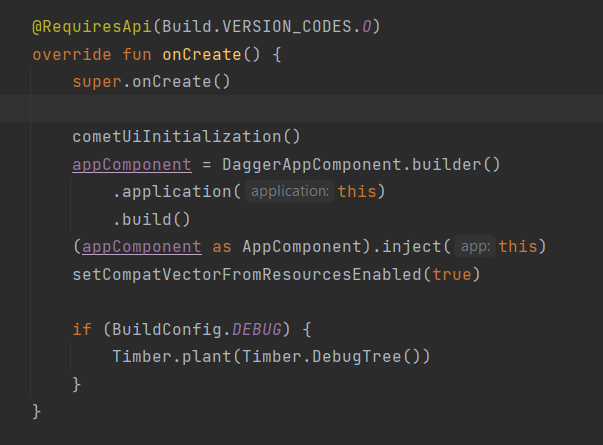 @RequiresApi(Build.VERSION_CODES.O)
override fun onCreate() {
super.onCreate()
cometUiInitialization()
appComponent = DaggerAppComponent.builder()
.application( application: this)
.build()
(appComponent as AppComponent).inject( app: this)
setCompatVectorFromResourcesEnabled(true)
if (BuildConfig.DEBUG) {
Timber.plant(Timber.DebugTree())
}
}